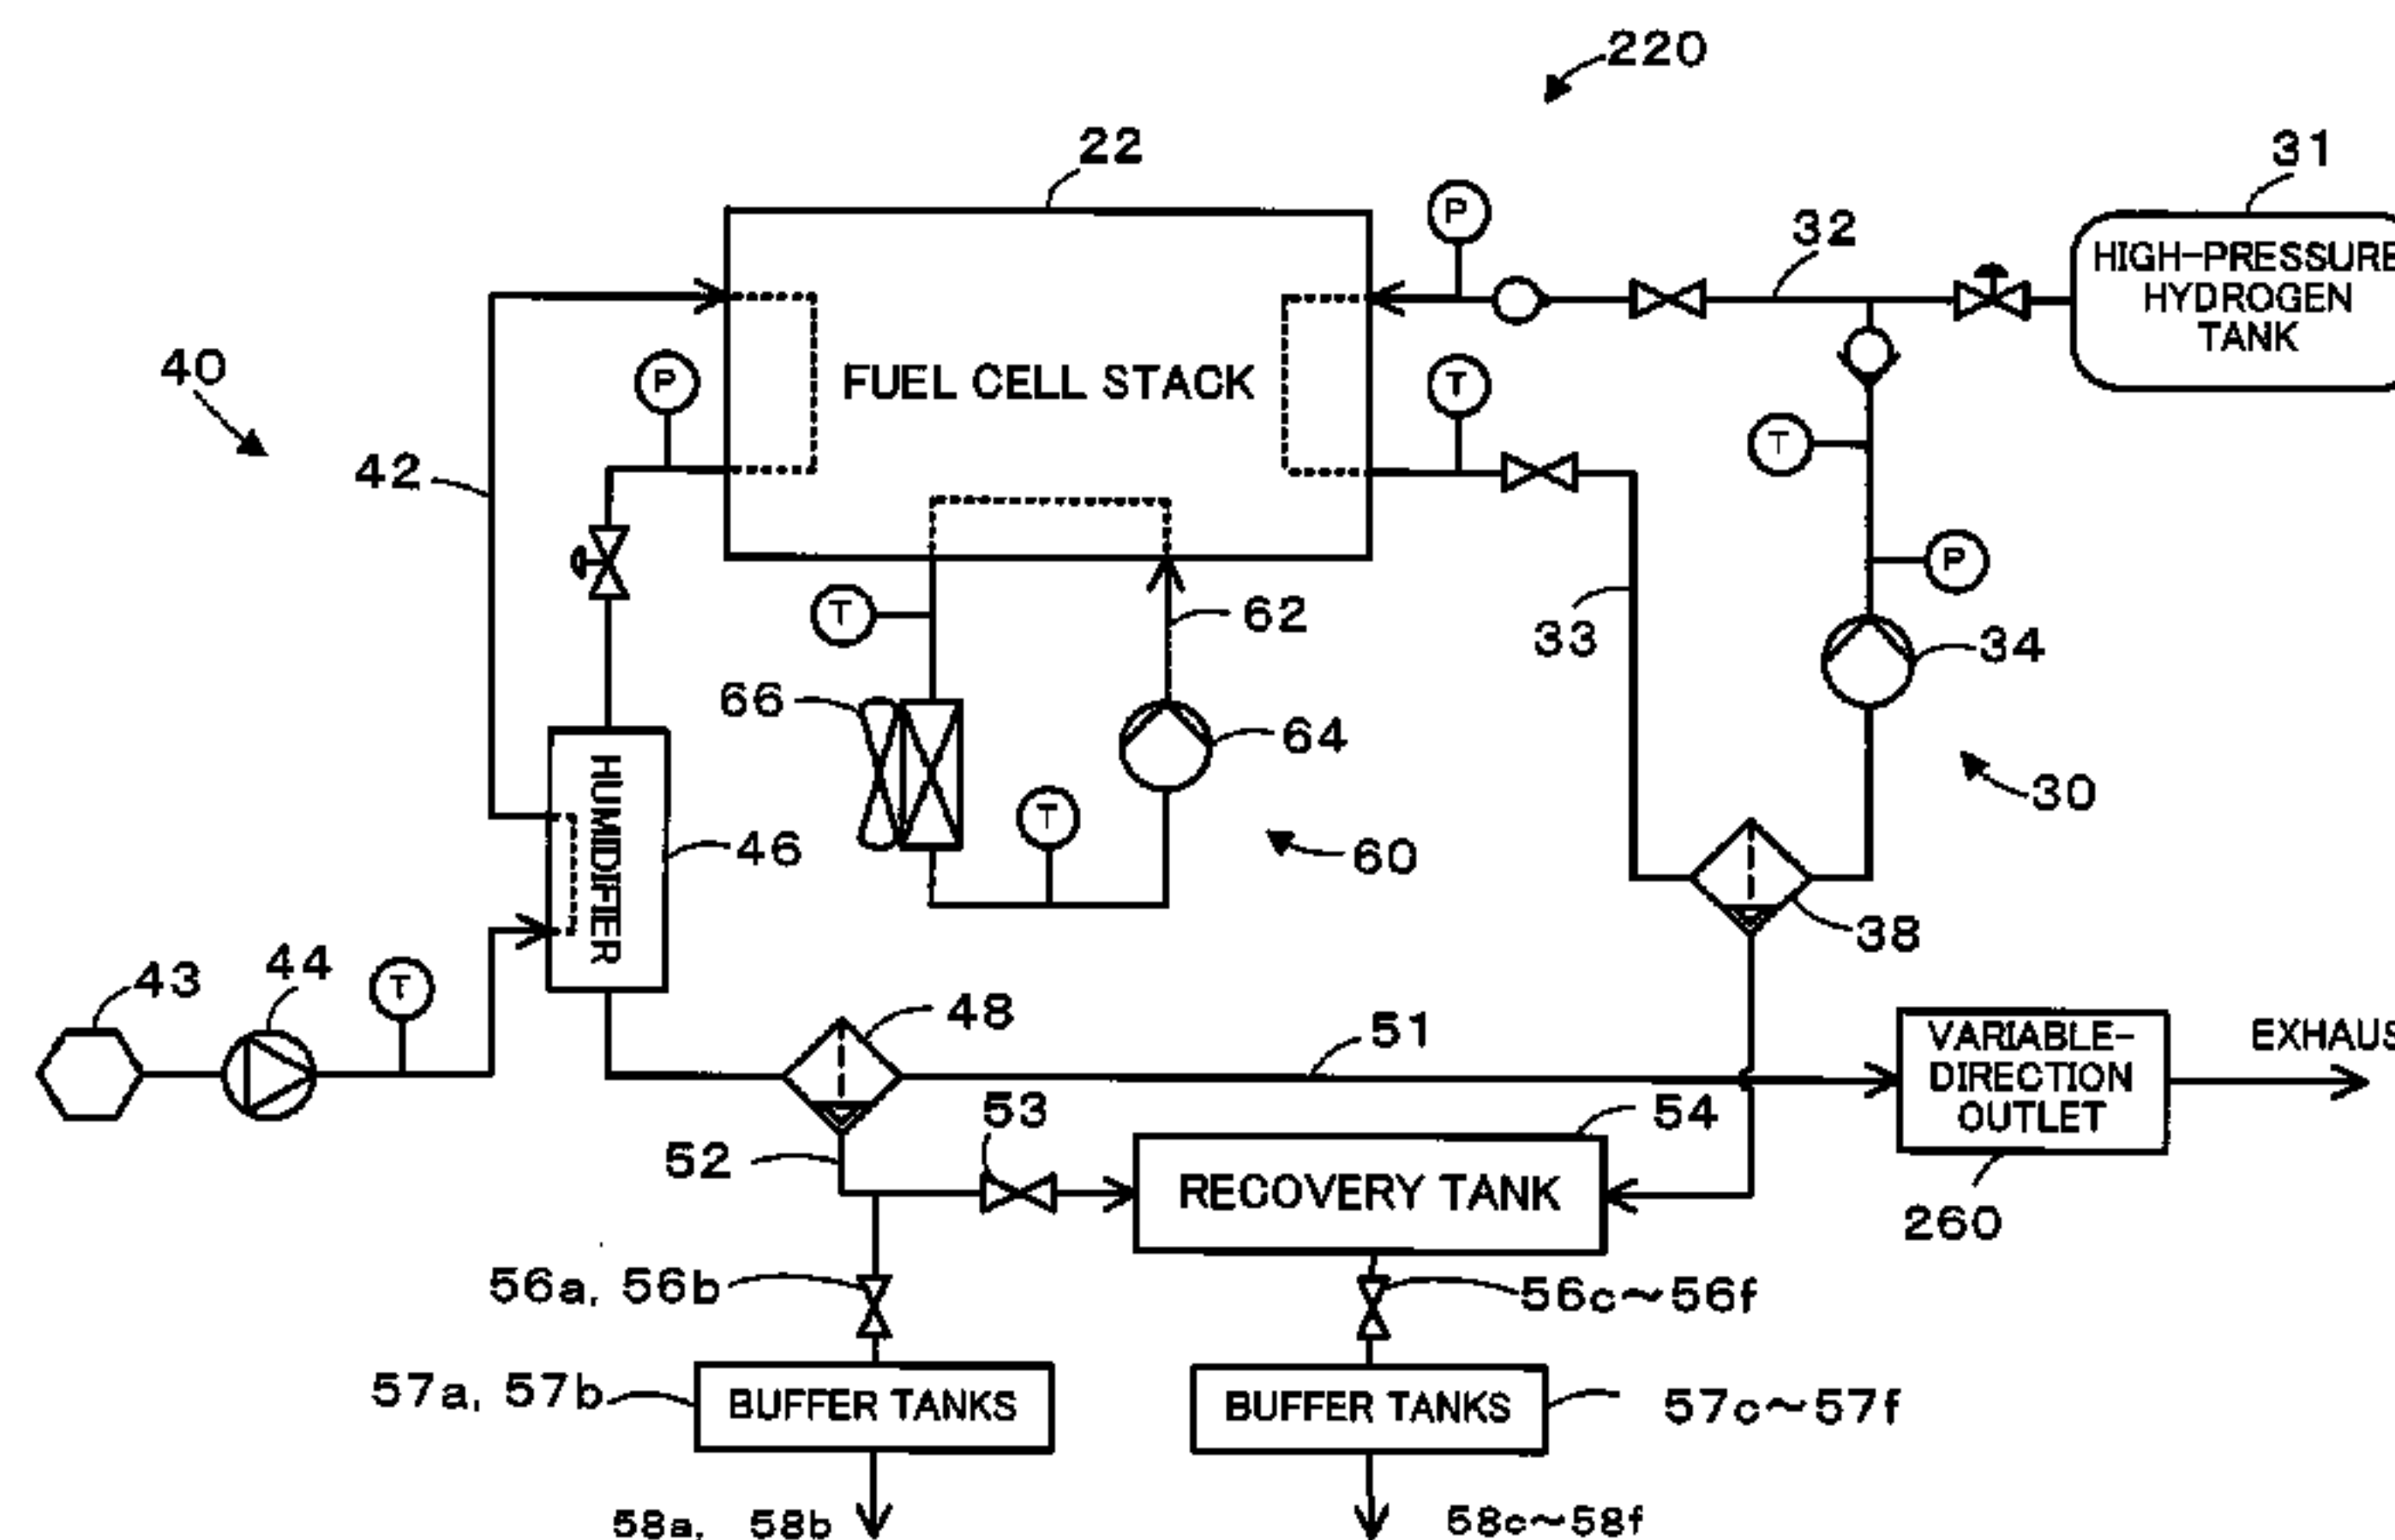 220
22
31
P
32
HIGH-PRESSURE
HYDROGEN
TANK
40
P
FUEL CELL STACK
T
T
42
P
T
62
33
34
66
64
HUMIDIFIER
T
30
46
60
38
43
44
T
48
51
VARIABLE-
DIRECTION
OUTLET
EXHAUS
53
54
52
RECOVERY TANK
260
56a, 56b
56c~56f
57a, 57b
BUFFER TANKS
BUFFER TANKS
57c~57f
58a, 58b
58c~58f